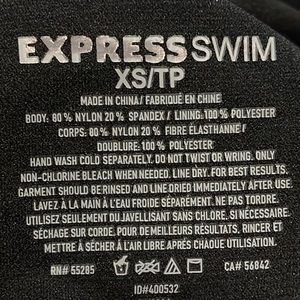 EXPRESS SWIM
XS/TP
MADE IN CHINA/ FABRIQUÉ EN CHINE
BODY: 80 % NYLON 20 % SPANDEX / LINING: 100 % POLYESTER
CORPS: 80 % NYLON 20 % FIBRE ÉLASTHANNE /
DOUBLURE: 100 % POLYESTER
HAND WASH COLD SEPARATELY. DO NOT TWIST OR WRING. ONLY
NON-CHLORINE BLEACH WHEN NEEDED. LINE DRY. FOR BEST RESULTS,
GARMENT SHOULD BE RINSED AND LINE DRIED IMMEDIATELY AFTER USE.
LAVEZ À LA MAIN À L'EAU FROIDE SÉPARÉMENT. NE PAS TORDRE.
UTILISEZ SEULEMENT DU JAVELLISANT SANS CHLORE, SI NÉCESSAIRE.
SÉCHAGE SUR CORDE. POUR DE MEILLEURS RÉSULTATS, RINCER ET
METTRE À SÉCHER À L'AIR LIBRE APRÈS CHAQUE UTILISATION.
RN# 55285 CA# 56842
ID#400532